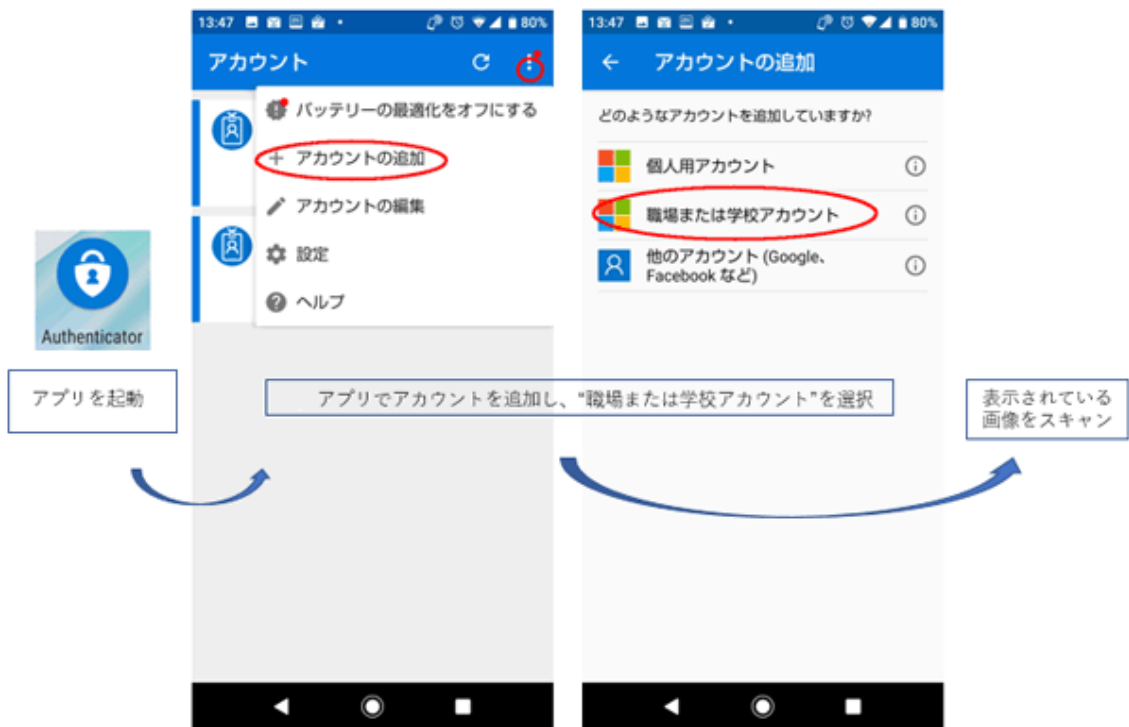 13:47
80%
アカウント
バッテリーの最適化をオフにする
アカウントの追加
アカウントの編集
設定
ヘルプ
13:47
80%
アカウントの追加
どのようなアカウントを追加していますか?
個人用アカウント
職場または学校アカウント
他のアカウント (Google、
Facebook など)
Authenticator
アプリを起動
アプリでアカウントを追加し、“職場または学校アカウント”を選択
表示されている
画像をスキャン